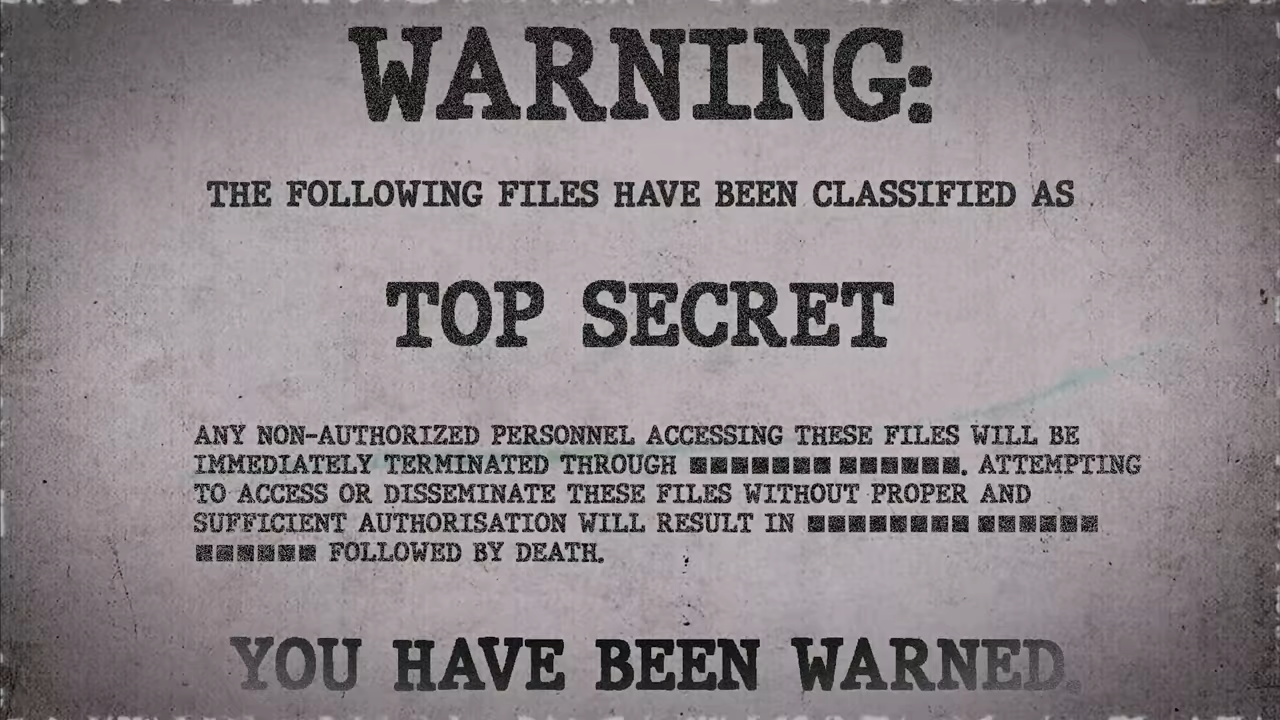 WARNING:
THE FOLLOWING FILES HAVE BEEN CLASSIFIED AS
TOP SECRET
ANY NON-AUTHORIZED PERSONNEL ACCESSING THESE FILES WILL BE
IMMEDIATELY TERMINATED THROUGH ■■■■■■■ ■■■■■■. ATTEMPTING
TO ACCESS OR DISSEMINATE THESE FILES WITHOUT PROPER AND
SUFFICIENT AUTHORISATION WILL RESULT IN ■■■■■■■■ ■■■■■■
■■■■■■ FOLLOWED BY DEATH.
YOU HAVE BEEN WARNED.